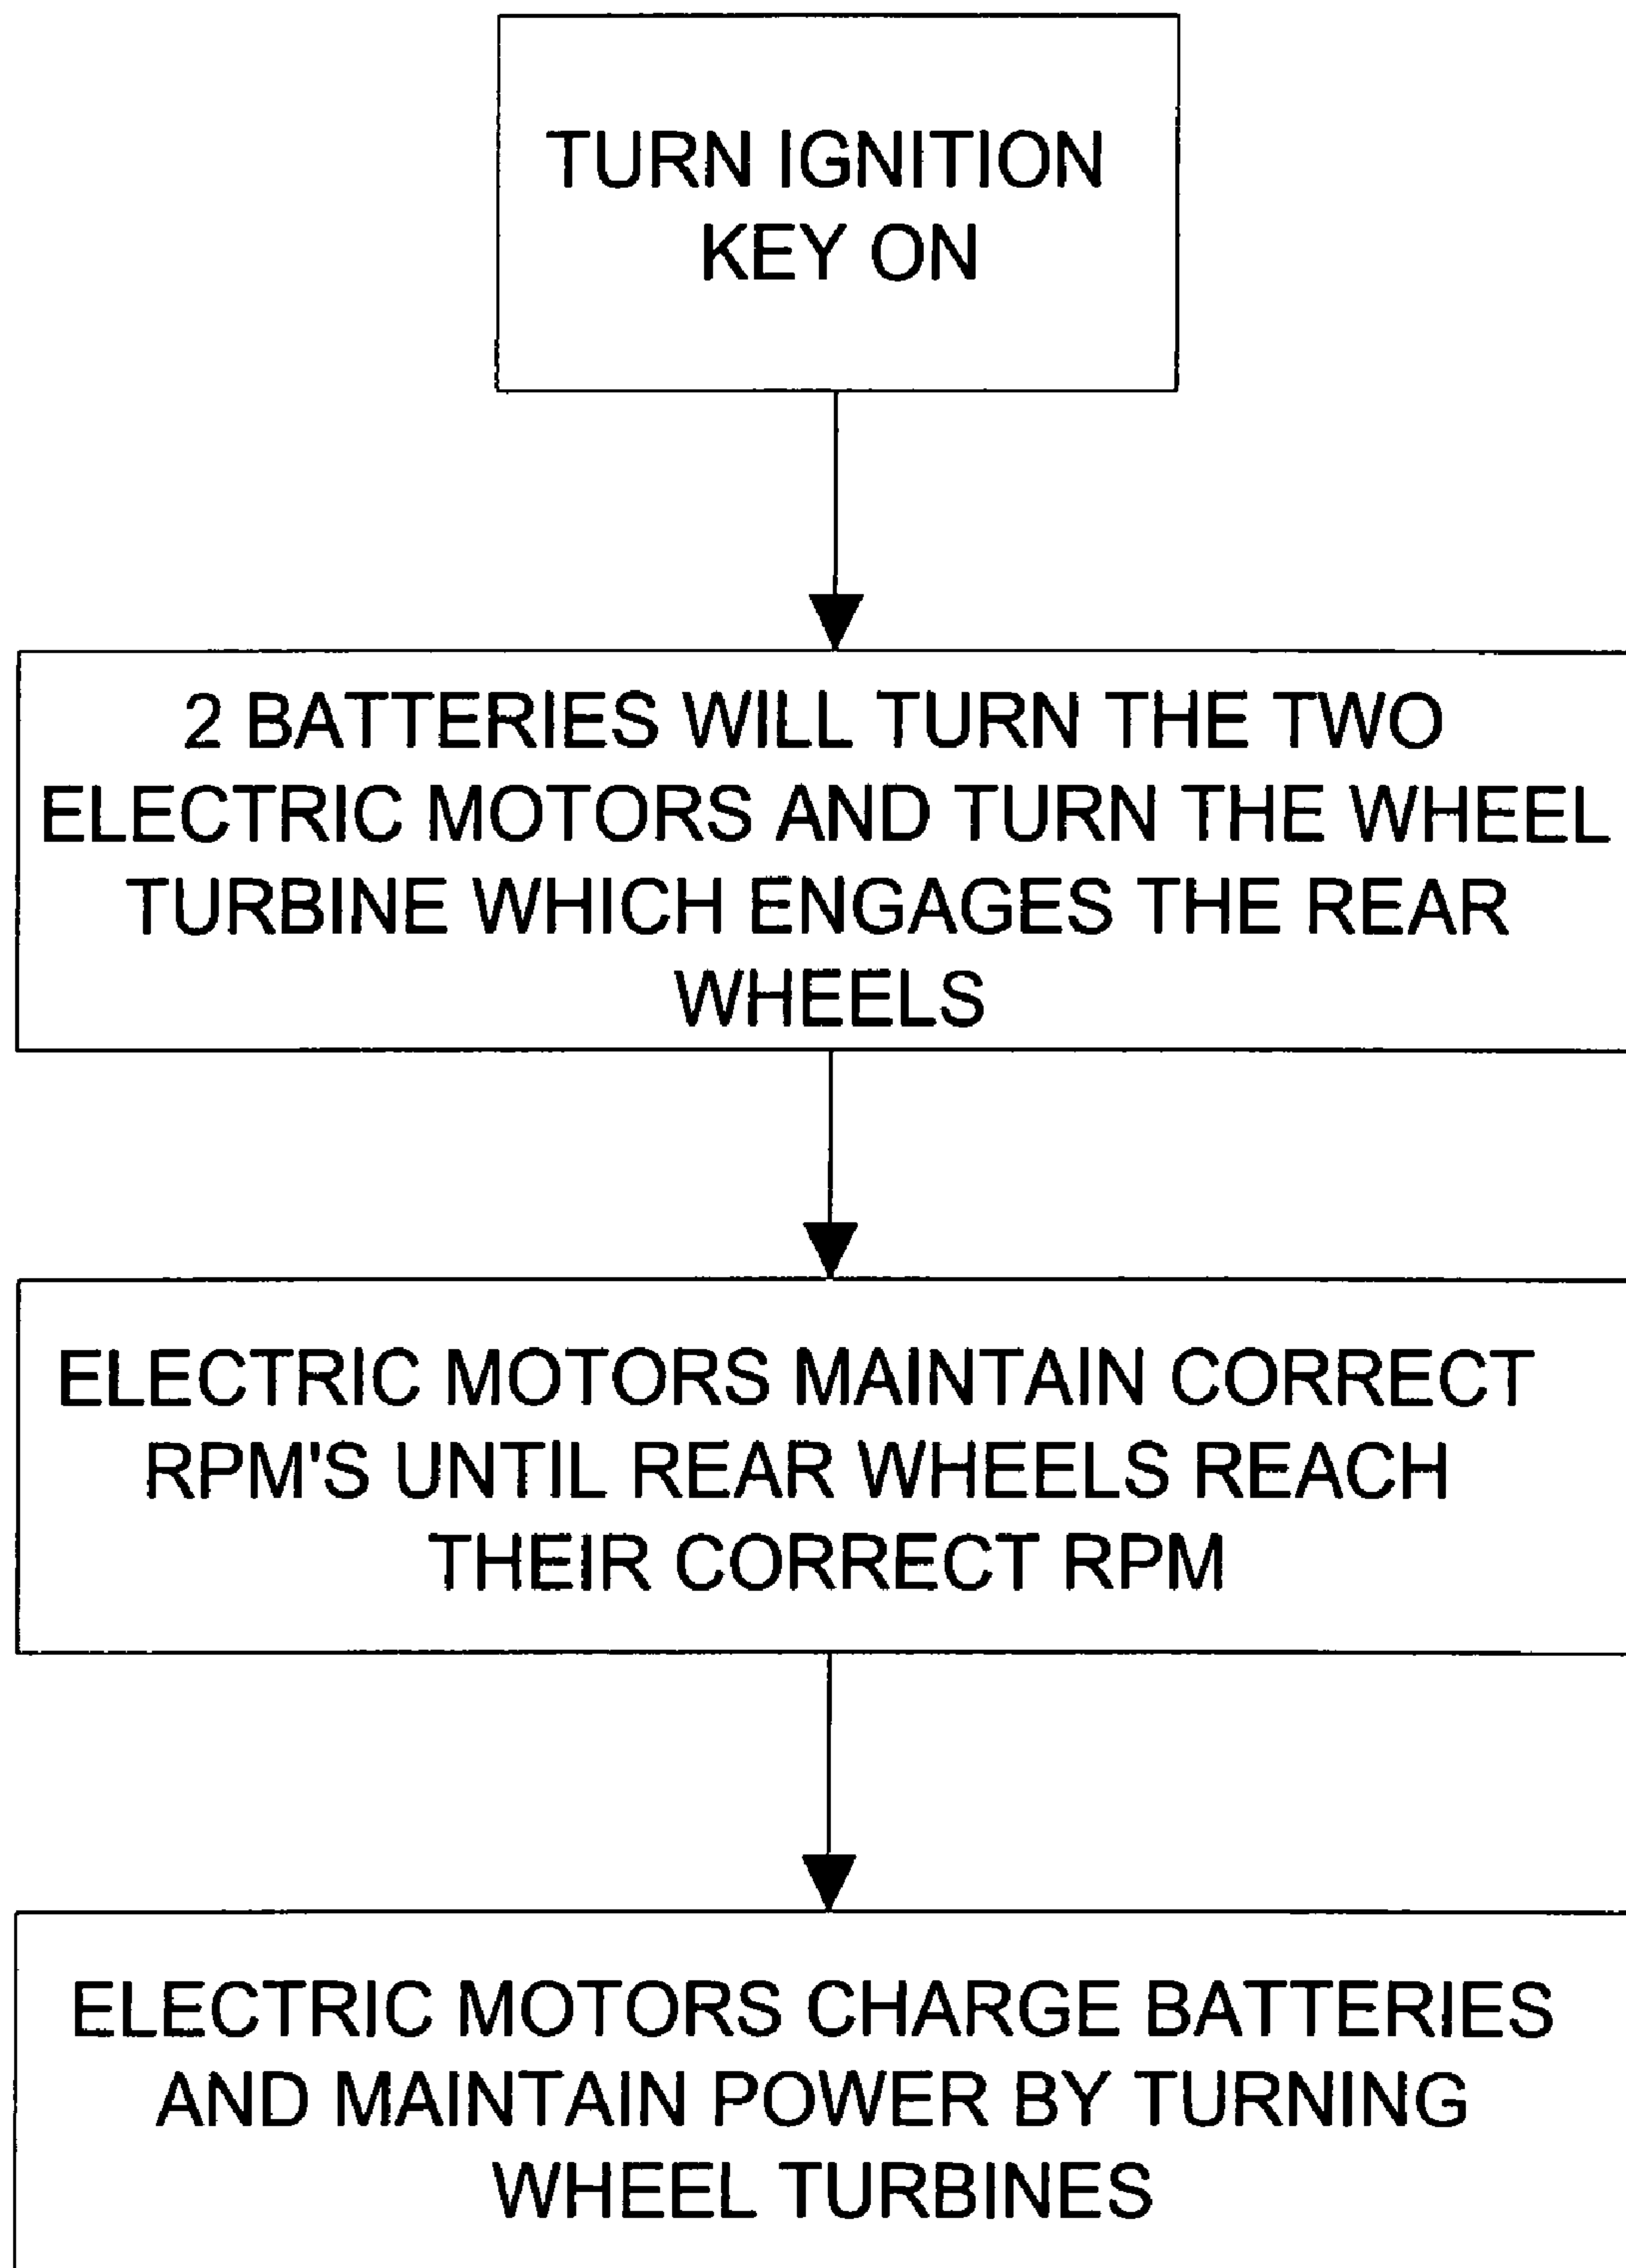 TURN IGNITION
KEY ON
2 BATTERIES WILL TURN THE TWO
ELECTRIC MOTORS AND TURN THE WHEEL
TURBINE WHICH ENGAGES THE REAR
WHEELS
ELECTRIC MOTORS MAINTAIN CORRECT
RPM'S UNTIL REAR WHEELS REACH
THEIR CORRECT RPM
ELECTRIC MOTORS CHARGE BATTERIES
AND MAINTAIN POWER BY TURNING
WHEEL TURBINES